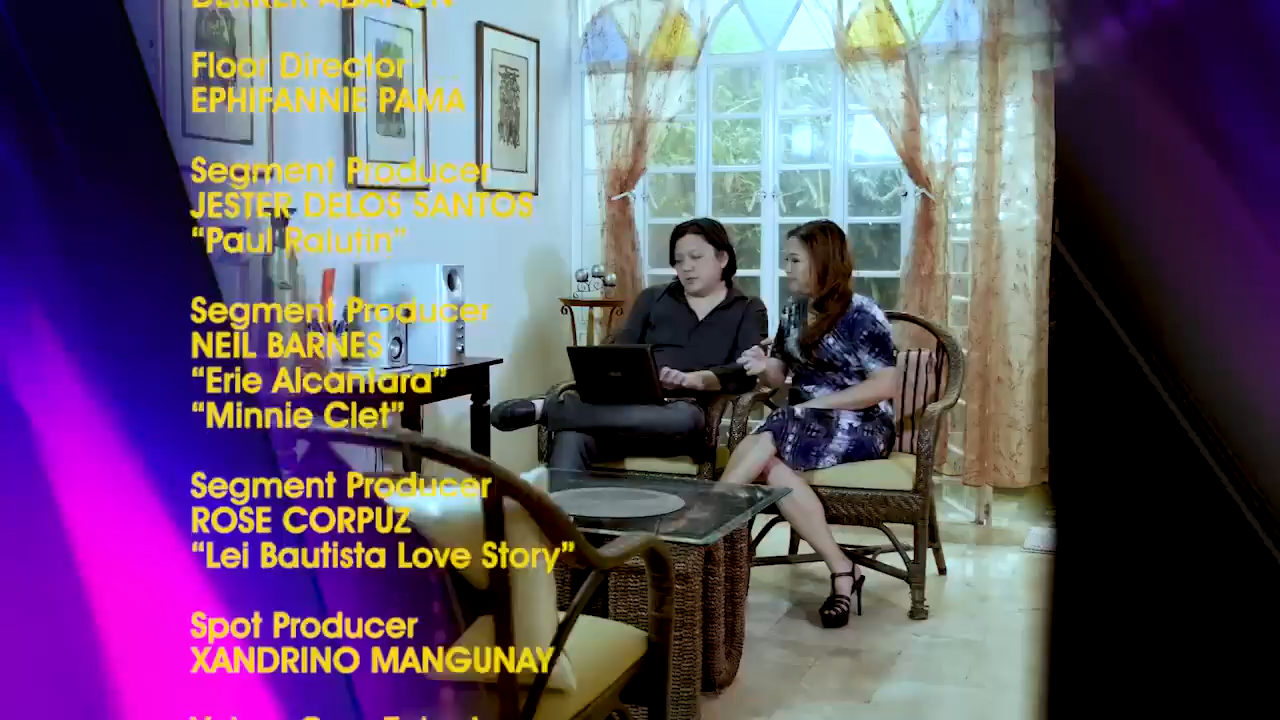 Floor Director
EPHIFANNIE PAMA
Segment Producer
JESTER DELOS SANTOS
“Paul Ralutin”
Segment Producer
NEIL BARNES
“Erie Alcantara”
“Minnie Clet”
Segment Producer
ROSE CORPUZ
“Lei Bautista Love Story”
Spot Producer
XANDRINO MANGUNAY